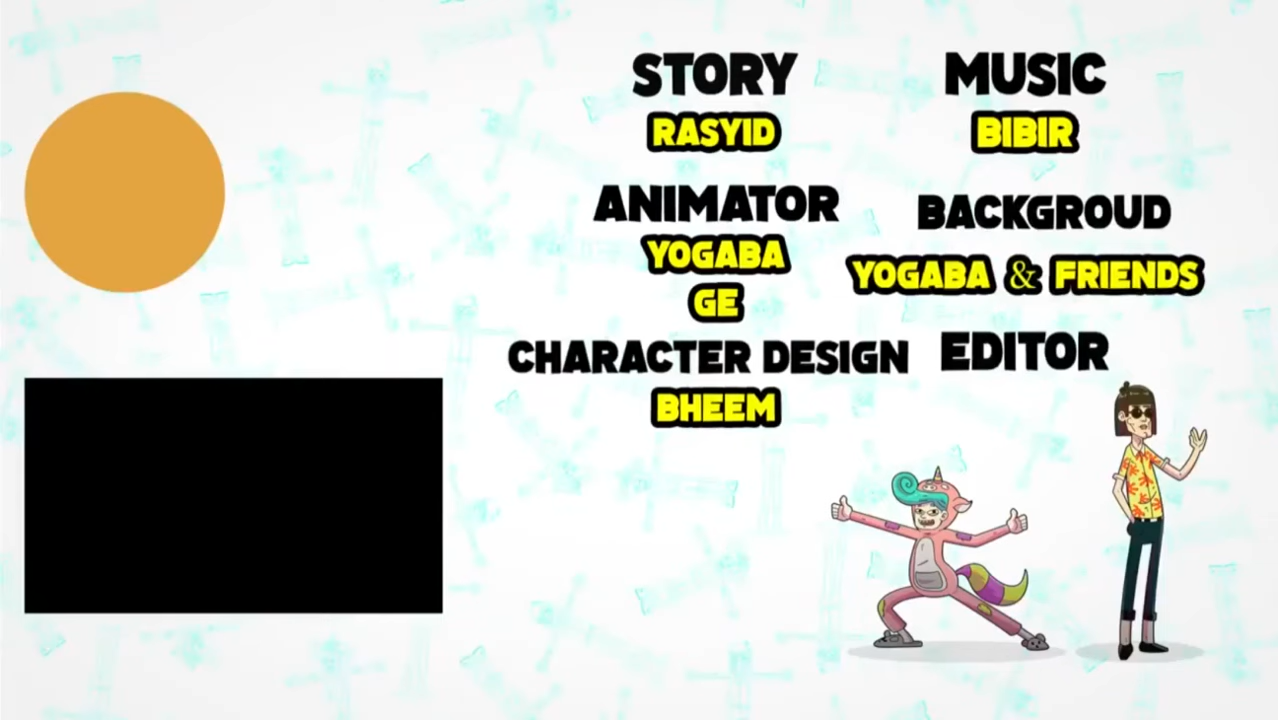 STORY
RASYID
MUSIC
BIBIR
ANIMATOR
YOGABA
GE
BACKGROUD
YOGABA & FRIENDS
CHARACTER DESIGN
BHEEM
EDITOR